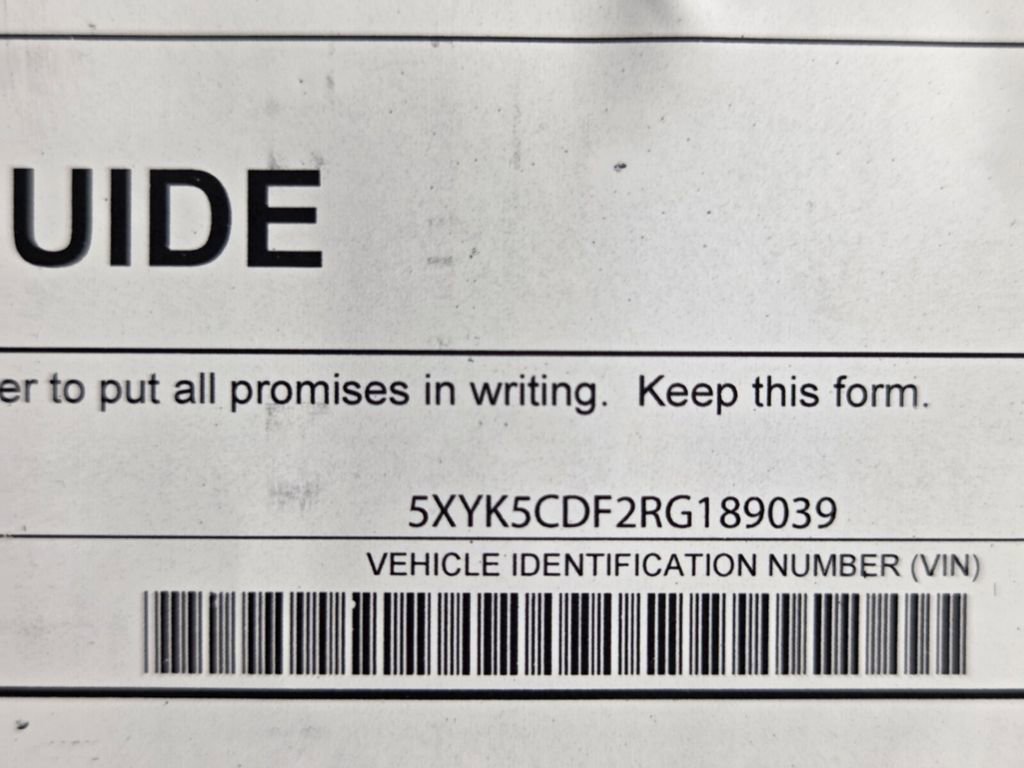 UIDE
er to put all promises in writing. Keep this form.
5XYK5CDF2RG189039
VEHICLE IDENTIFICATION NUMBER (VIN)